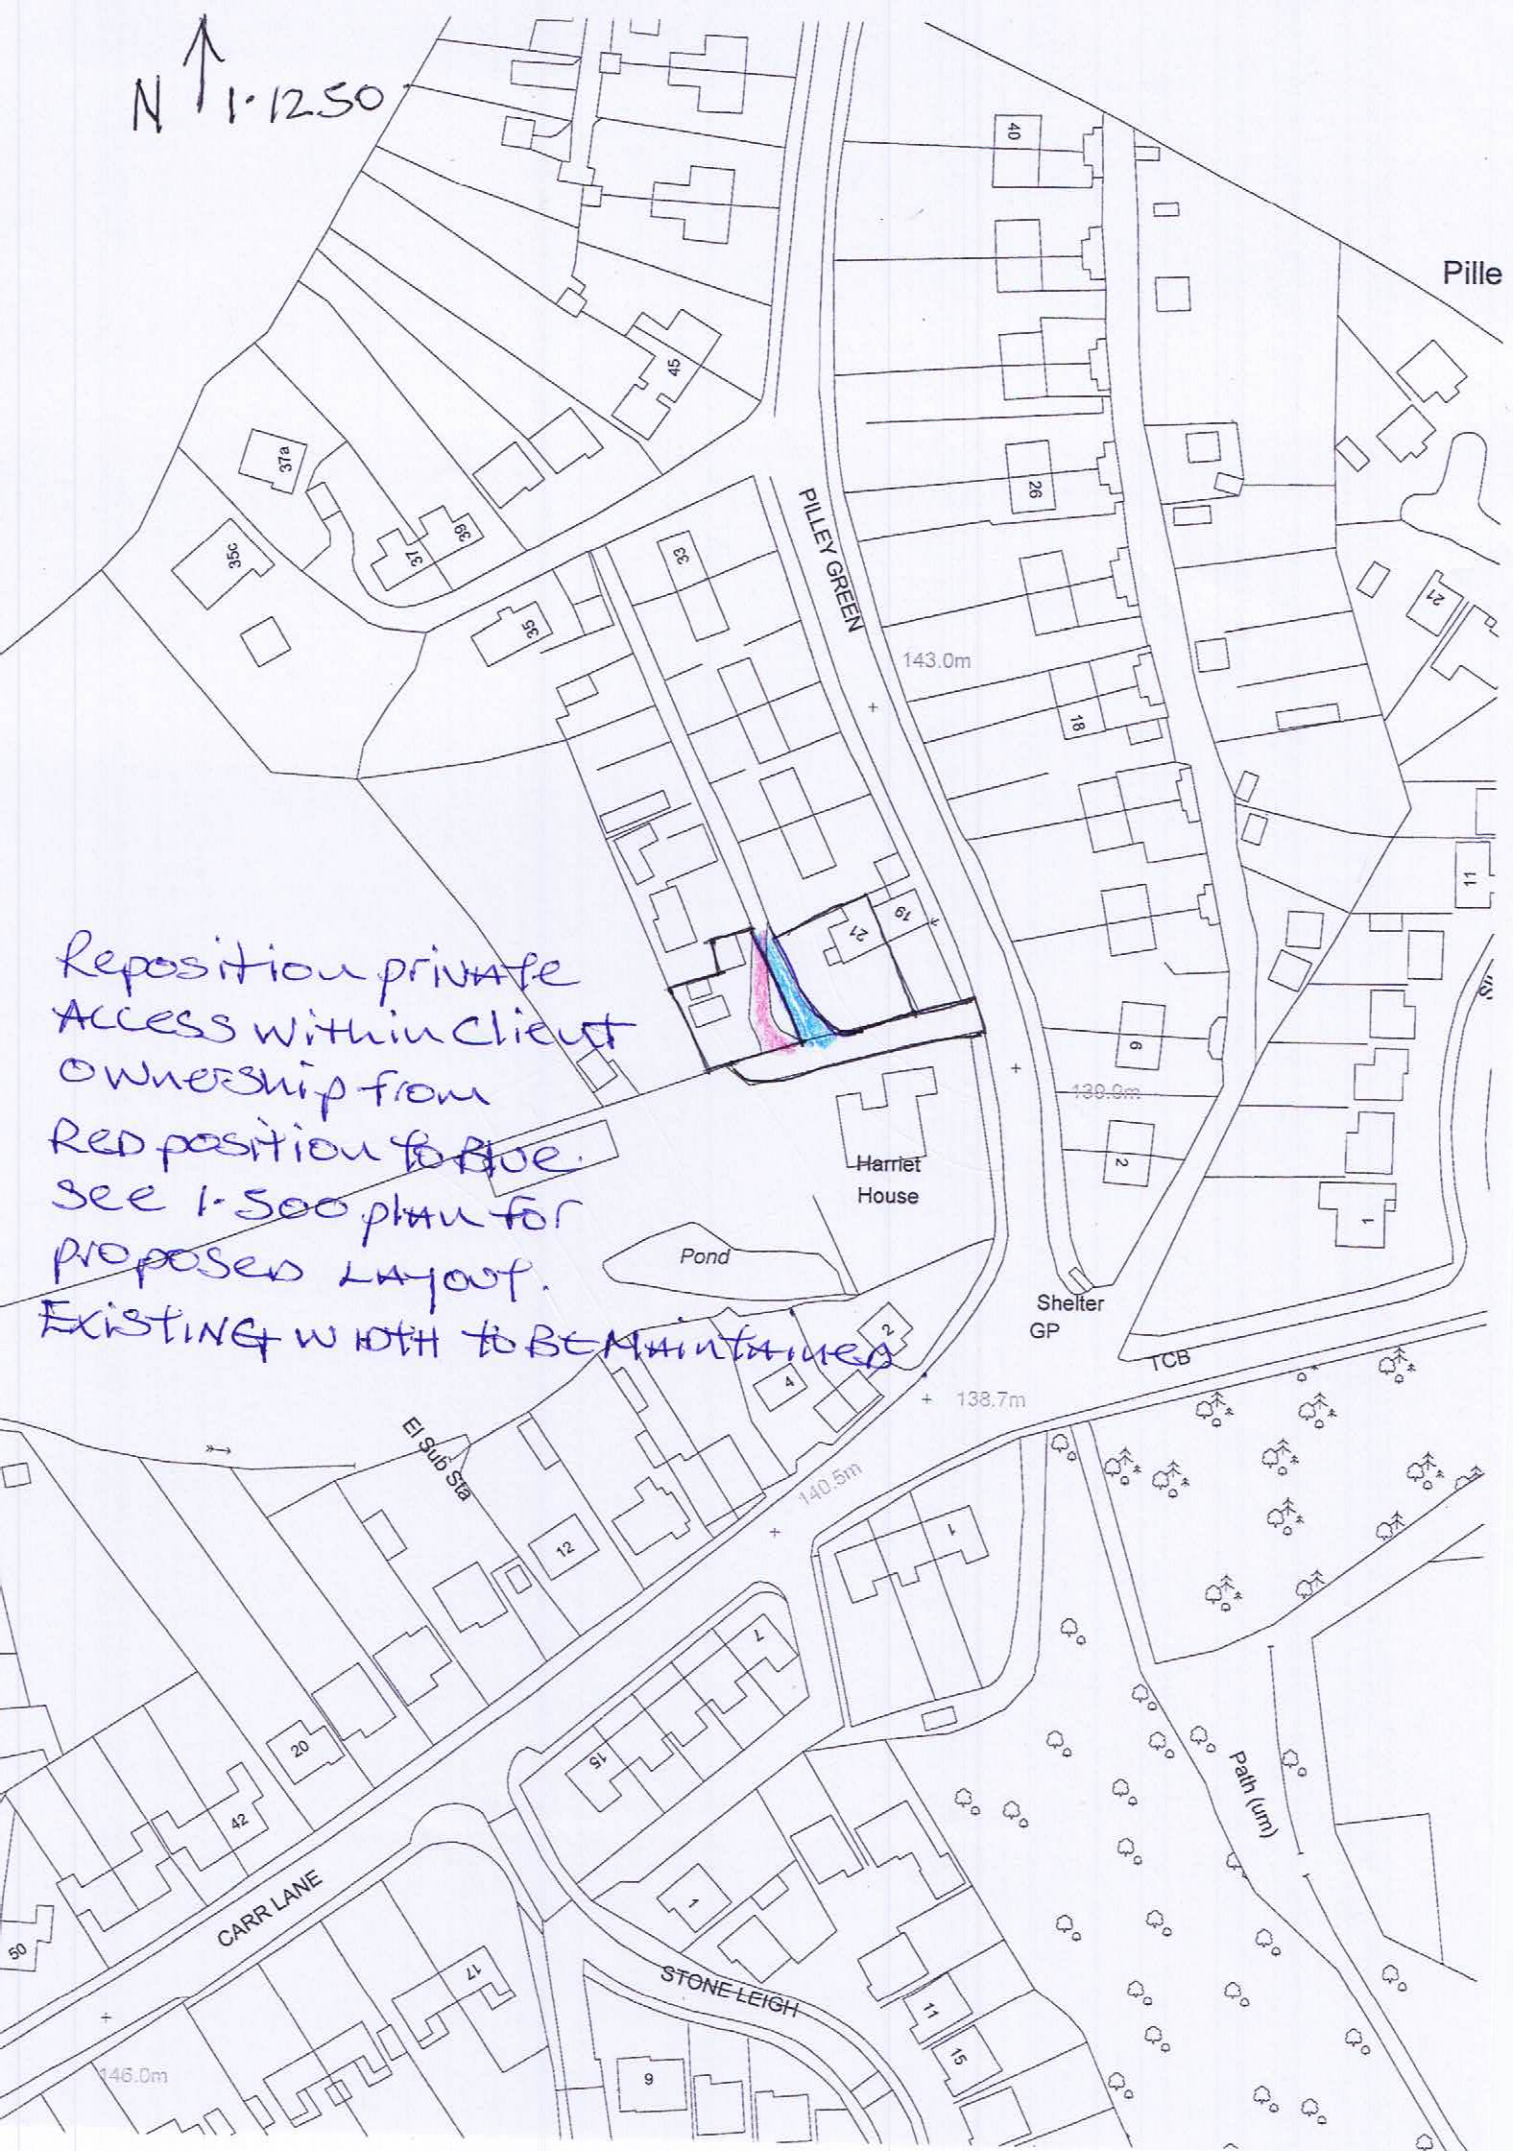 N 1-1250
40
Pille
45
37a
26
39
37
35c
33
PILLEY GREEN
35
21
143.0m
18
11
19
21
Reposition private
Access within Client
ownership from
RED position to Blue.
see 1-500 plan for
proposed LAyout.
ExiSTING WIDTH to BE MAintAineD
6
139.9m
2
Harriet
House
1
Pond
Shelter
GP
2
TCB
4
138.7m
El Sub Sta
140.5m
12
1
7
15
20
42
Path (um)
1
CARR LANE
50
17
STONE LEIGH
11
15
9
146.0m